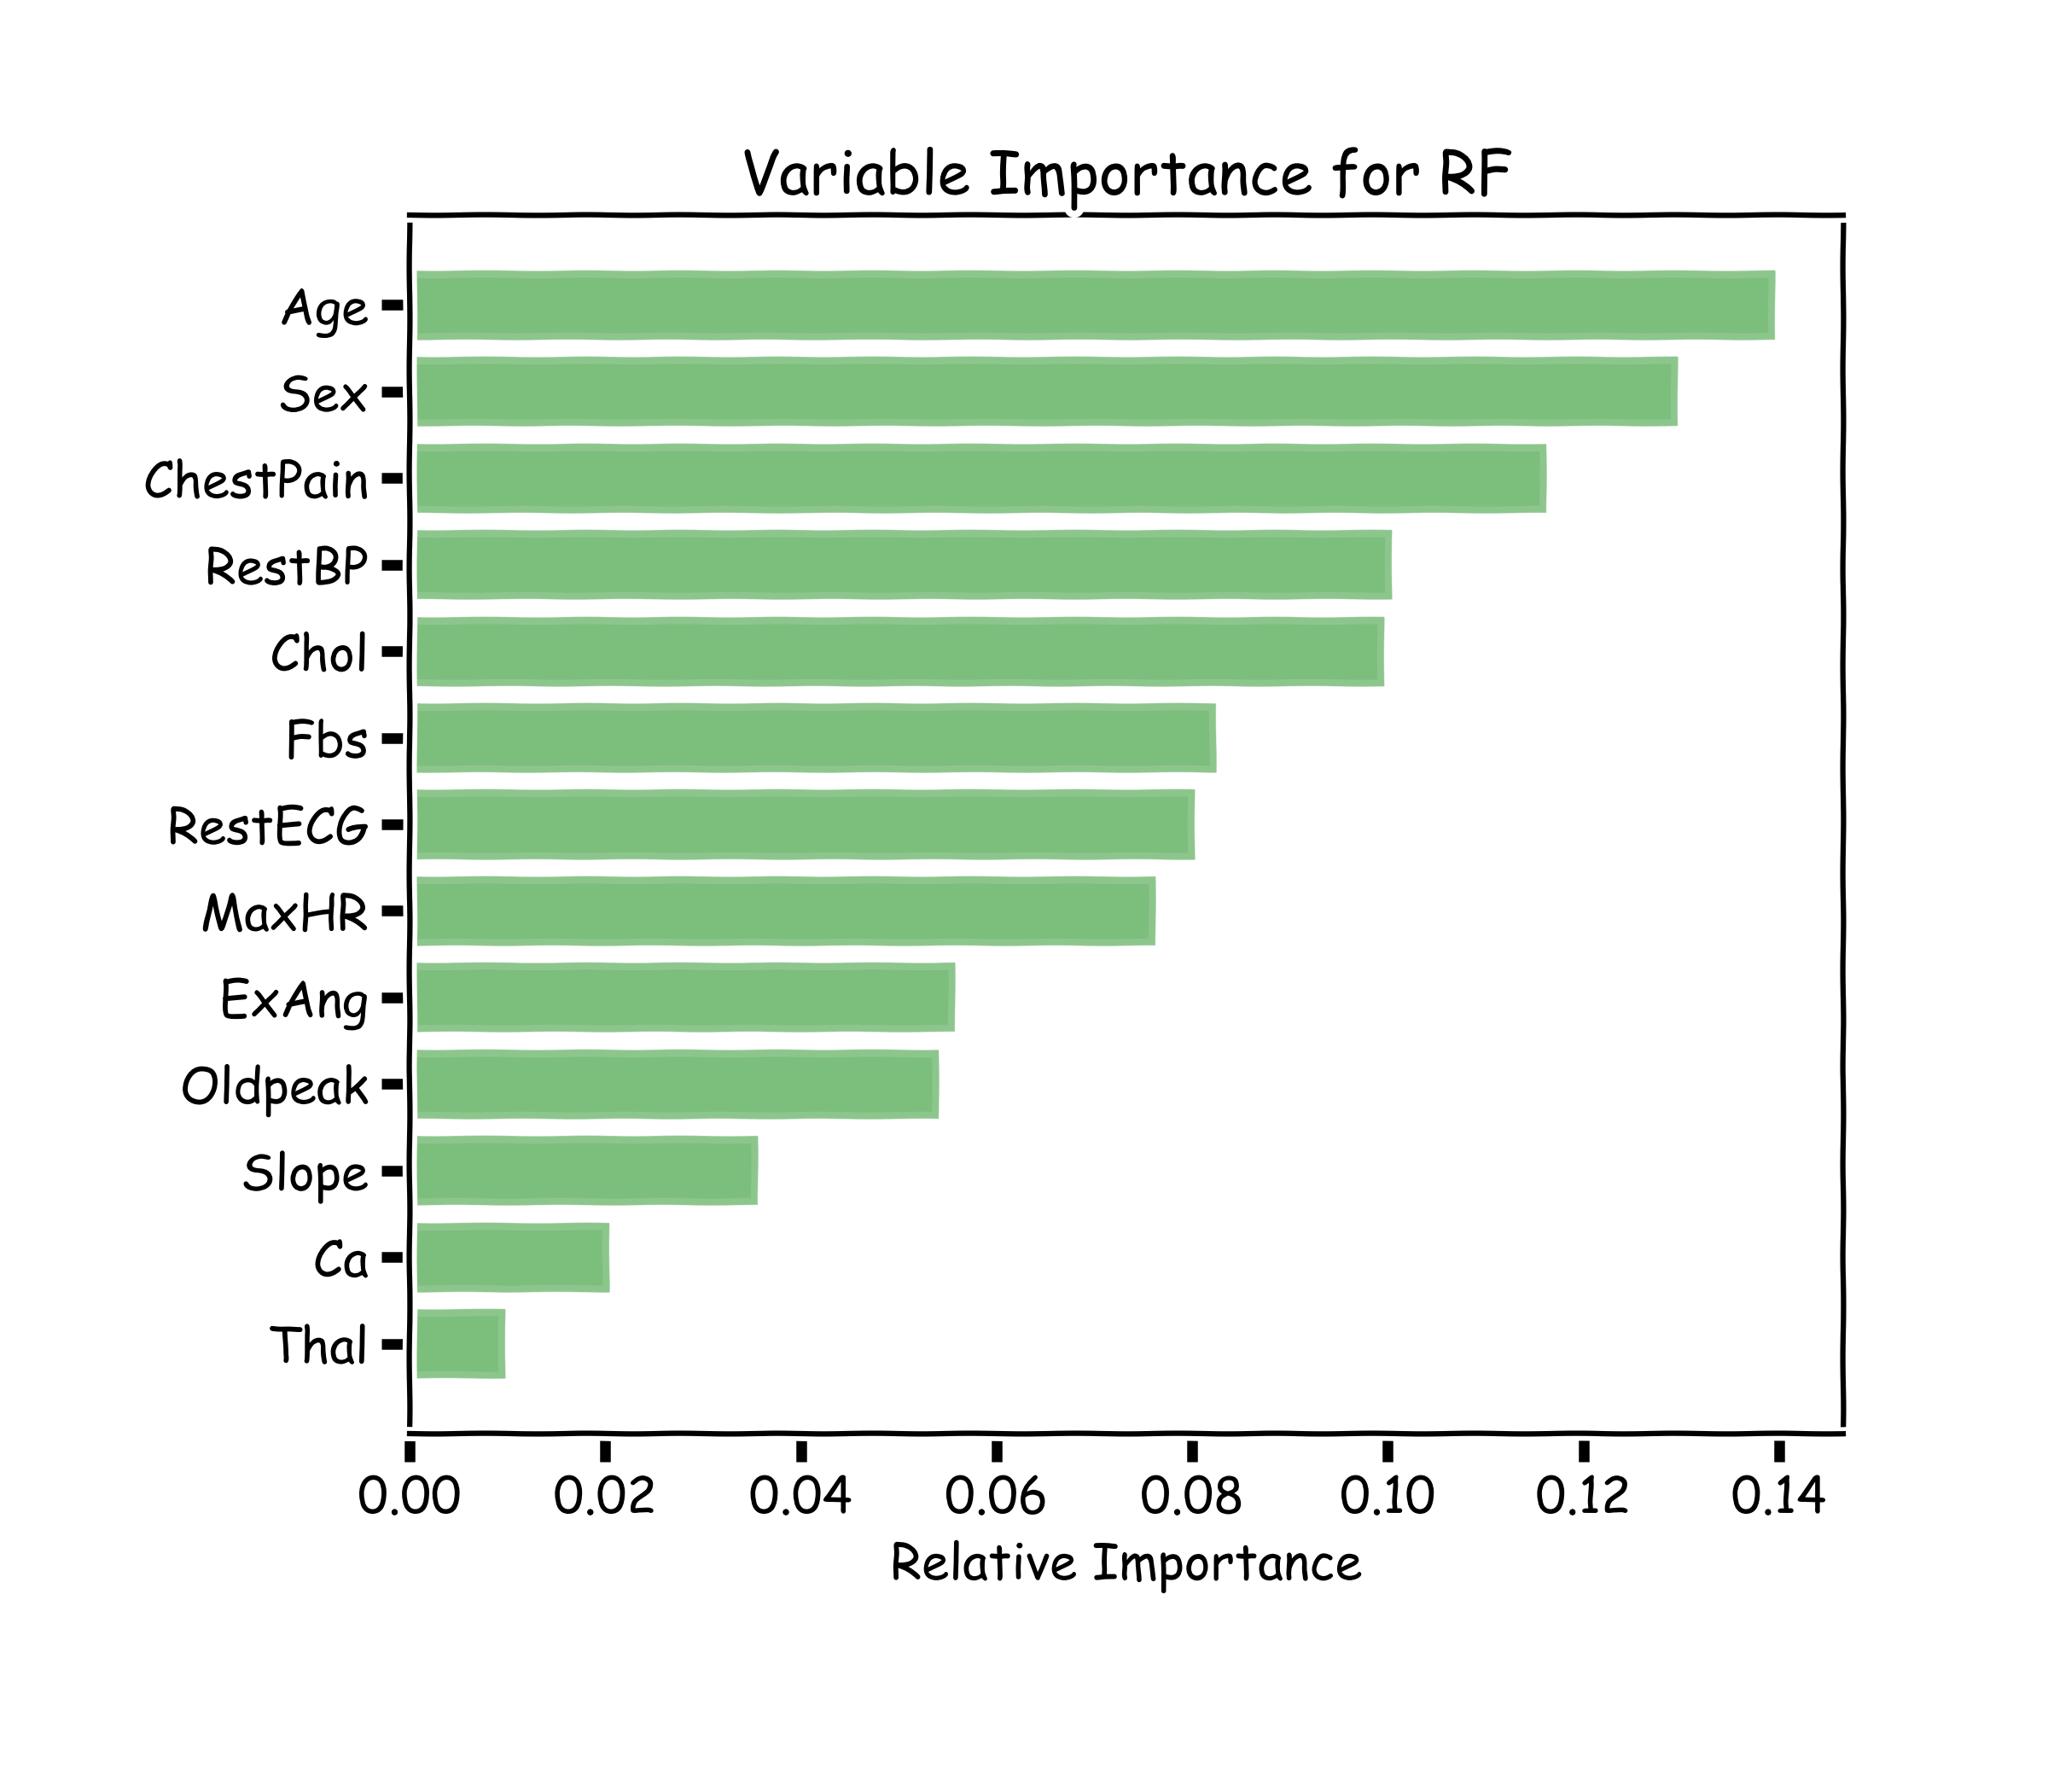 Variable Importance for RF
Age
Sex
ChestPain
RestBP
Chol
Fbs
RestECG
MaxHR
ExAng
Oldpeak
Slope
Ca
Thal
0.00 0.02 0.04 0.06 0.08 0.10 0.12 0.14
Relative Importance